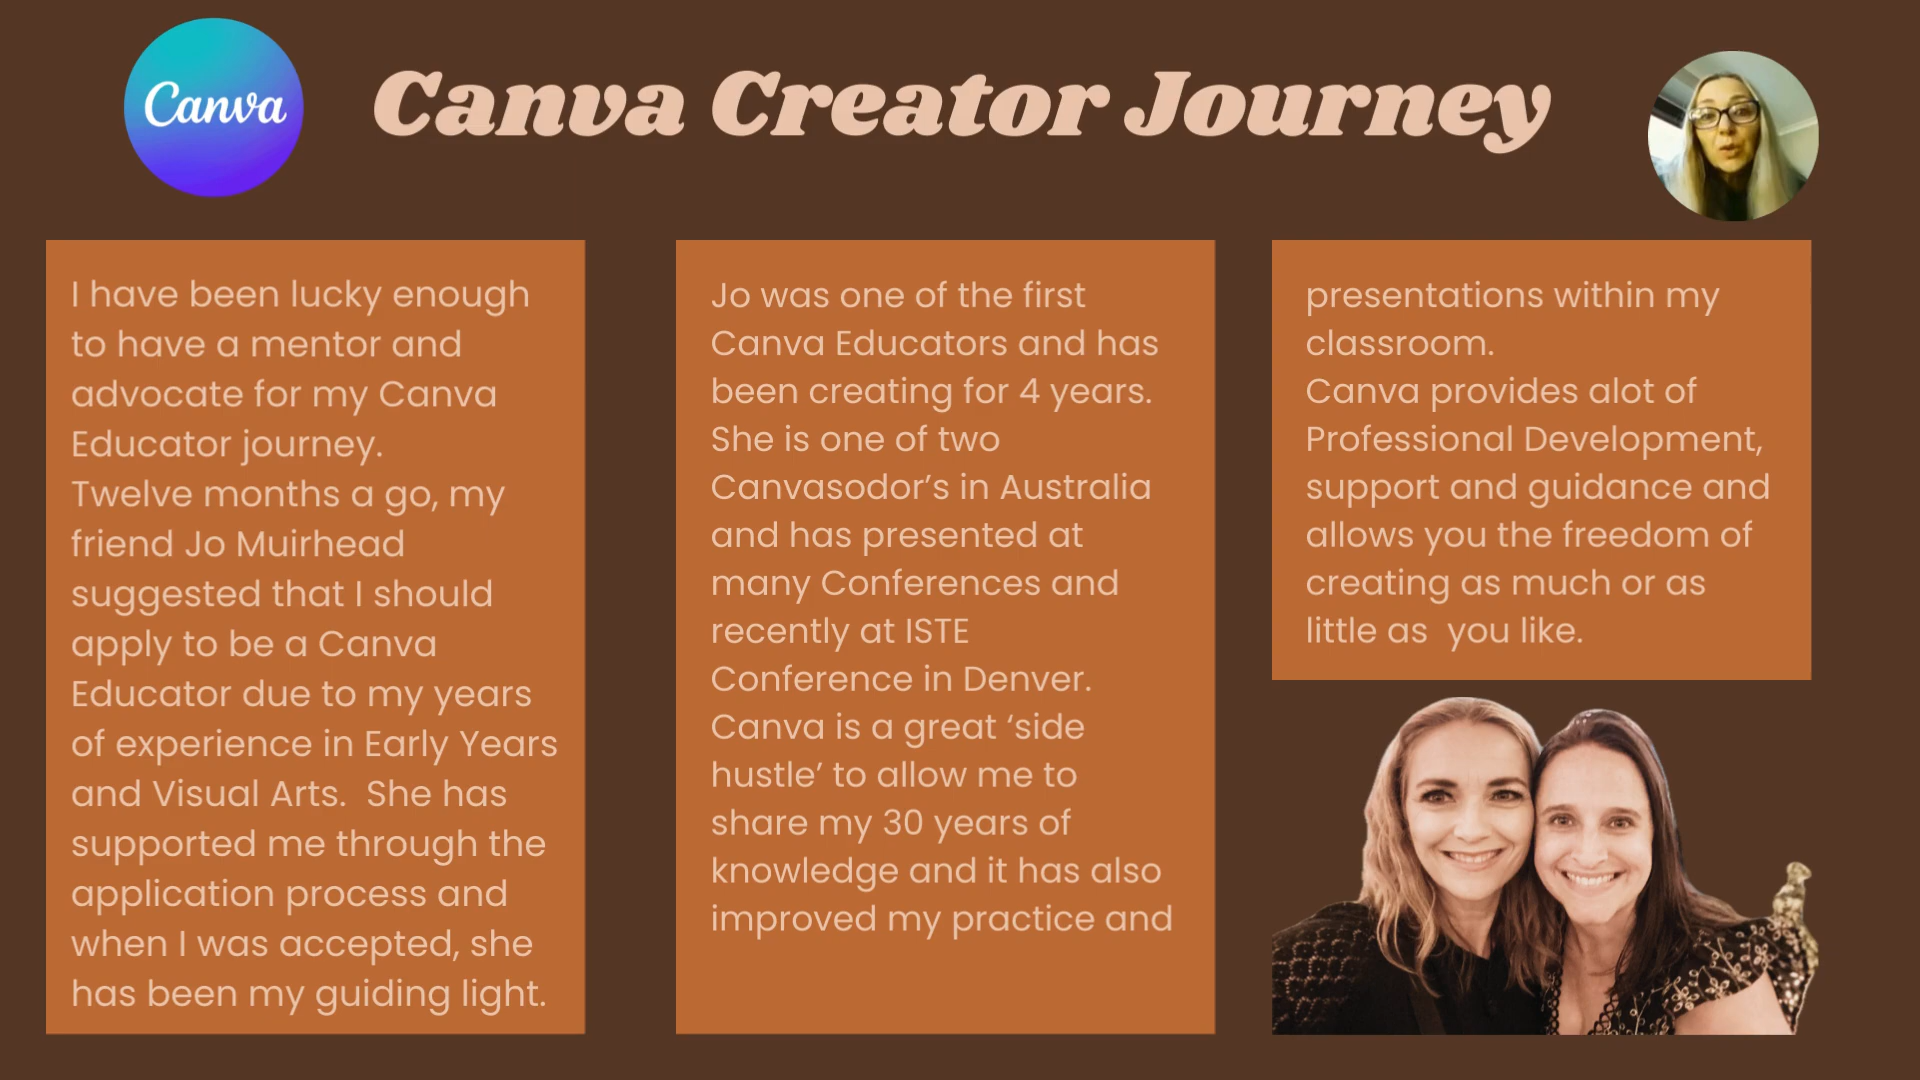 Canva
Canva Creator Journey
I have been lucky enough
to have a mentor and
advocate for my Canva
Educator journey.
Twelve months a go, my
friend Jo Muirhead
suggested that I should
apply to be a Canva
Educator due to my years
of experience in Early Years
and Visual Arts.  She has
supported me through the
application process and
when I was accepted, she
has been my guiding light.
Jo was one of the first
Canva Educators and has
been creating for 4 years.
She is one of two
Canvasodor’s in Australia
and has presented at
many Conferences and
recently at ISTE
Conference in Denver.
Canva is a great ‘side
hustle’ to allow me to
share my 30 years of
knowledge and it has also
improved my practice and
presentations within my
classroom.
Canva provides alot of
Professional Development,
support and guidance and
allows you the freedom of
creating as much or as
little as  you like.